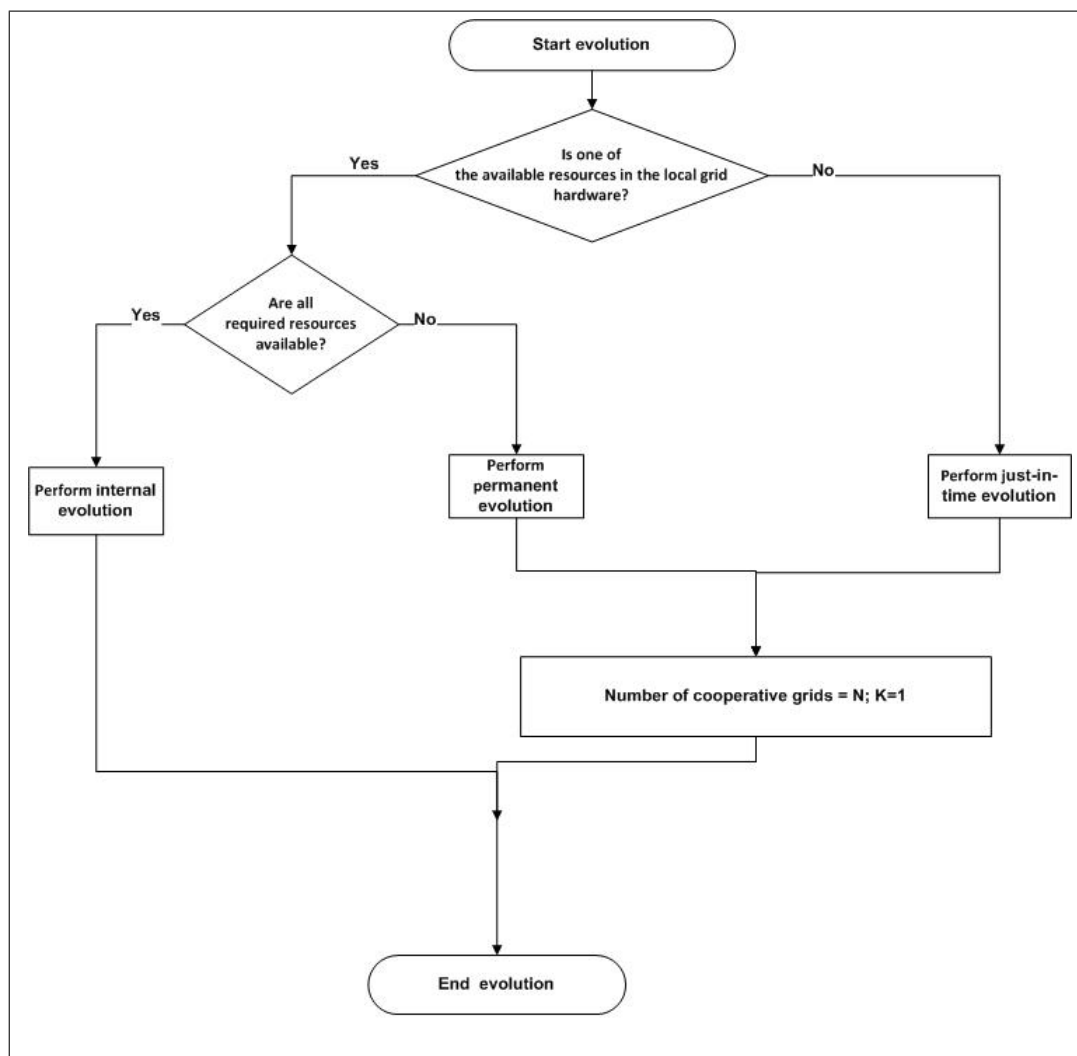 Start evolution
Is one of
the available resources in the local grid
hardware?
Yes
No
Are all
required resources
available?
Yes
No
Perform internal
evolution
Perform
permanent
evolution
Perform just-in-
time evolution
Number of cooperative grids = N; K=1
End evolution